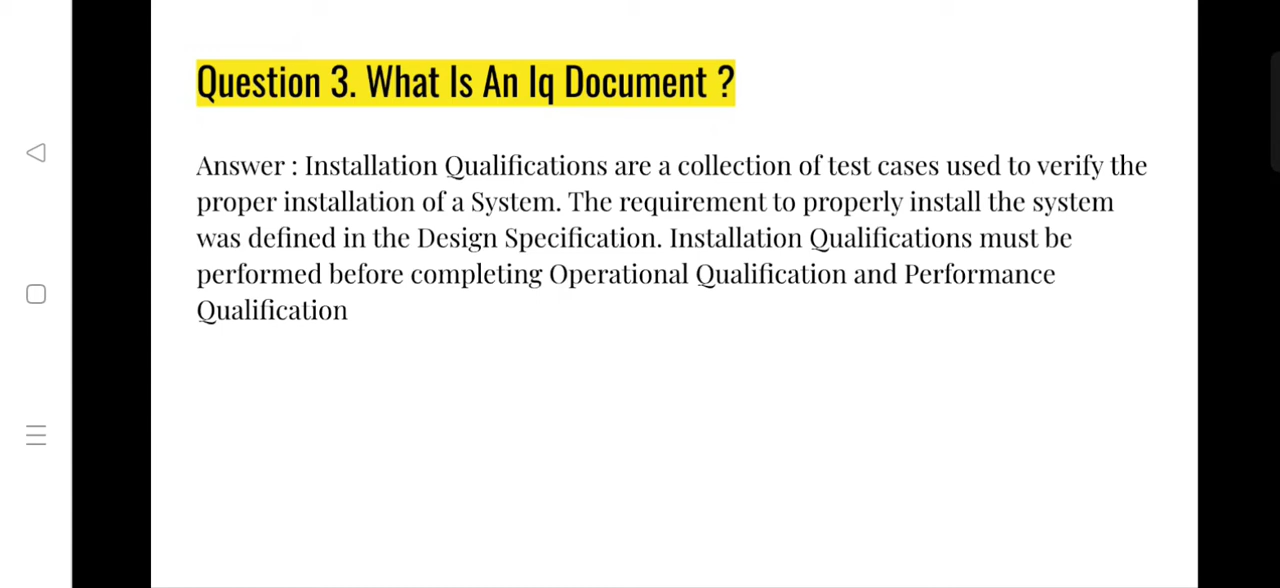 Question 3. What Is An Iq Document ?
Answer : Installation Qualifications are a collection of test cases used to verify the
proper installation of a System. The requirement to properly install the system
was defined in the Design Specification. Installation Qualifications must be
performed before completing Operational Qualification and Performance
Qualification